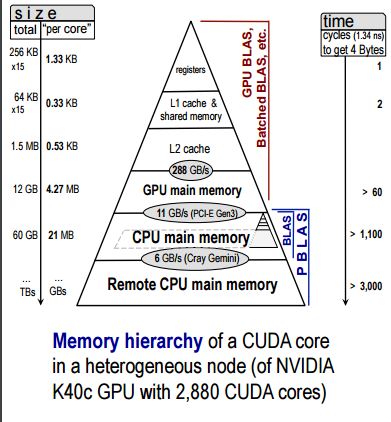 size
total "per core"
time
cycles (1.34 ns)
to get 4 Bytes
256 KB
x15
1.33 KB
registers
1
64 KB
x15
0.33 KB
L1 cache &
shared memory
2
1.5 MB
0.53 KB
L2 cache
288 GB/s
12 GB
4.27 MB
GPU main memory
> 60
11 GB/s (PCI-E Gen3)
60 GB
21 MB
CPU main memory
> 1,100
6 GB/s (Cray Gemini)
...
TBs
...
GBs
Remote CPU main memory
> 3,000
GPU BLAS,
Batched BLAS, etc.
BLAS
PBLAS
Memory hierarchy of a CUDA core
in a heterogeneous node (of NVIDIA
K40c GPU with 2,880 CUDA cores)